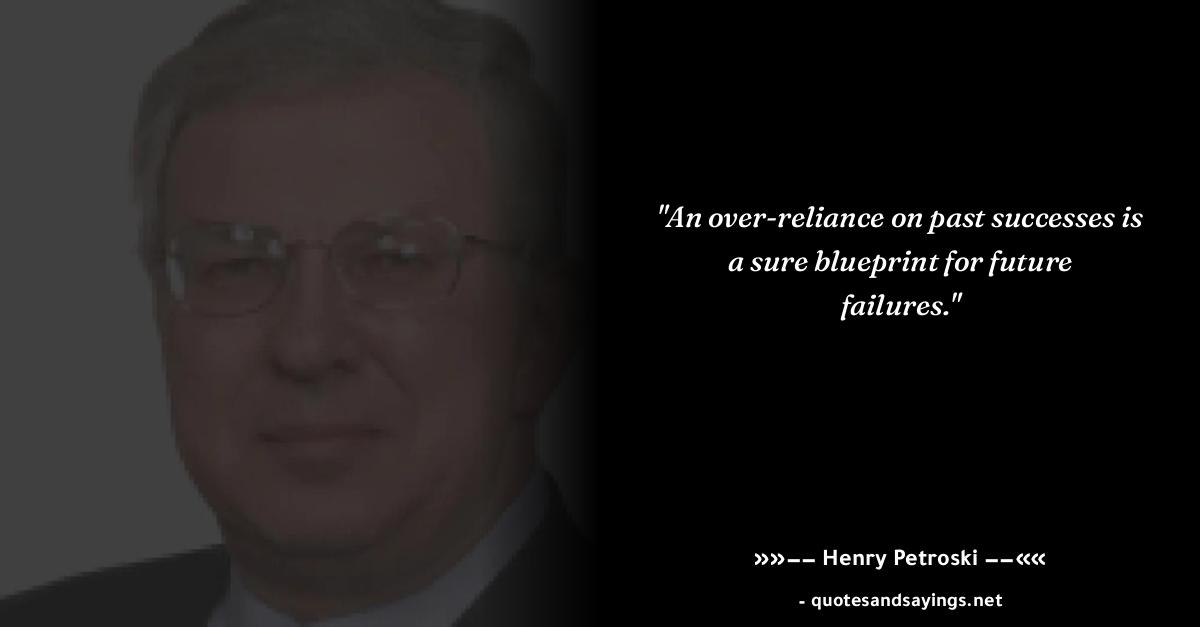 "An over-reliance on past successes is
a sure blueprint for future
failures."
»»–– Henry Petroski ––««
- quotesandsayings.net